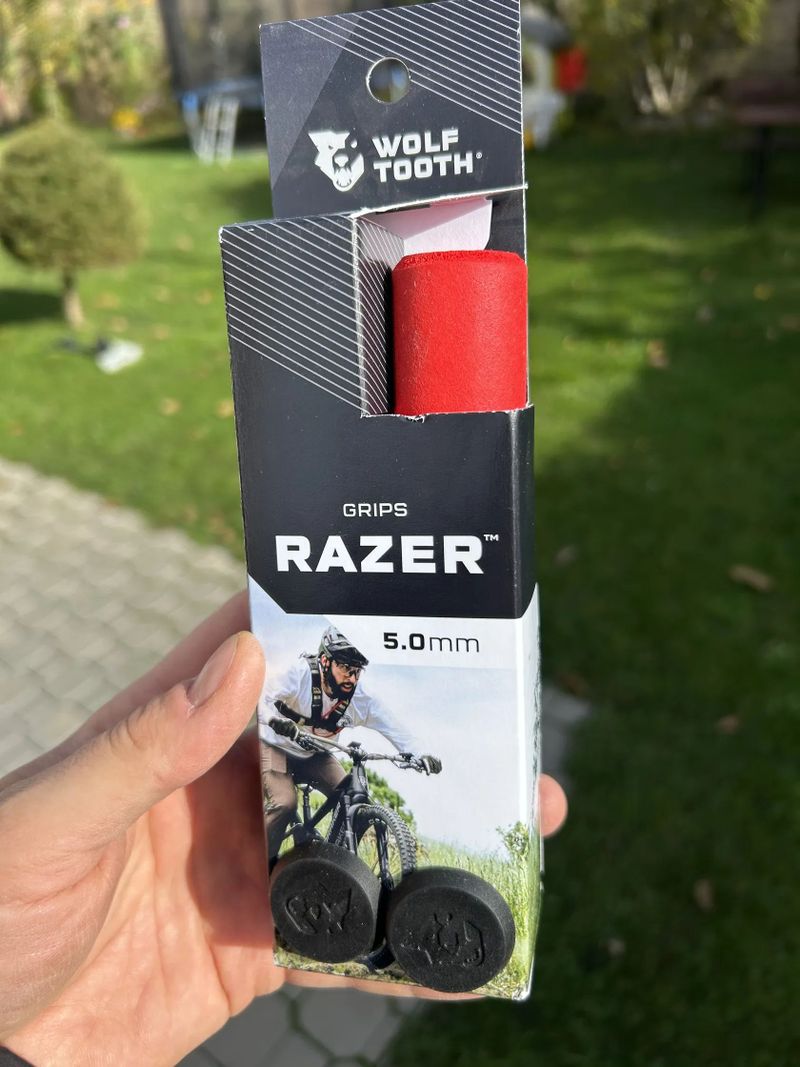 WOLF
TOOTH®
GRIPS
RAZER™
5.0mm